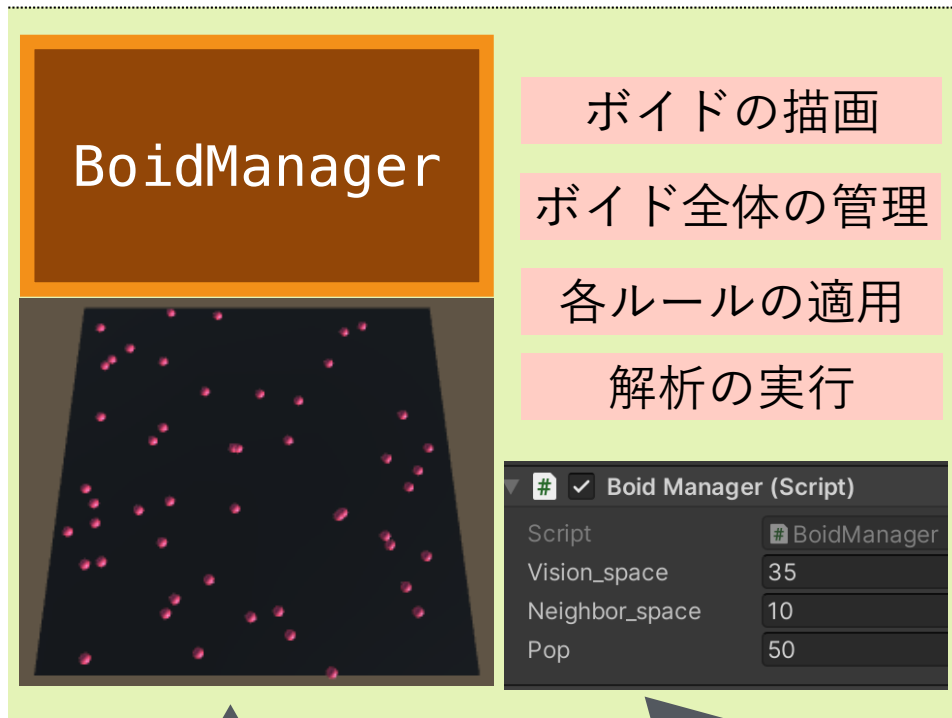 BoidManager
ボイドの描画
ボイド全体の管理
各ルールの適用
解析の実行
# Boid Manager (Script)
Script # BoidManager
Vision_space 35
Neighbor_space 10
Pop 50